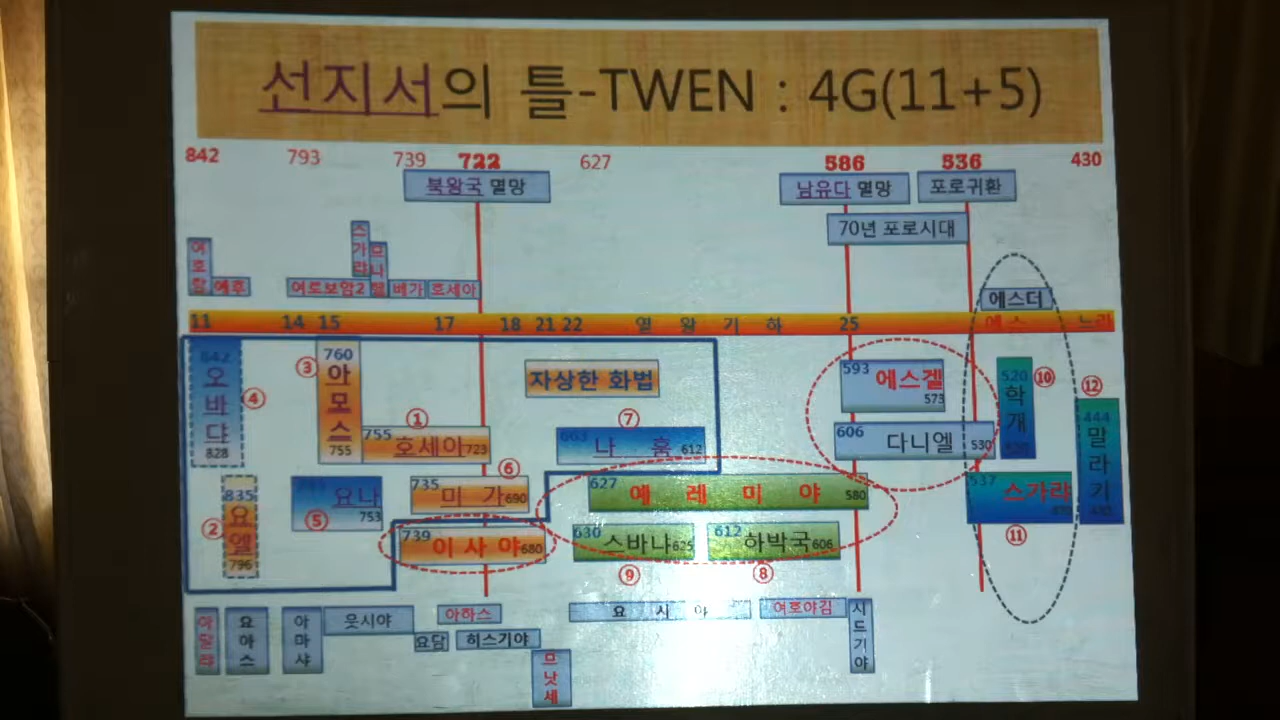 선지서의 틀-TWEN : 4G(11+5)
842 793 739 722 627 586 536 430
북왕국 멸망
남유다 멸망
포로귀환
70년 포로시대
여호람
예후
여로보암2
스가랴
므나헴
베가
호세아
에스더
11 14 15 17 18 21 22 열 왕 기 하 25 에 스 느 라
842 오바댜 828 ④
③ 760 아모스 755
① 755 호세아 723
자상한 화법
⑦ 663 나 훔 612
593 에스겔 573
606 다니엘 530
520 학개 ⑩
⑫ 444 말라기
② 835 요엘 796
요나 753 ⑤
⑥ 735 미 가 690
627 예 레 미 야 580
537 스가랴
⑪
739 이 사 야 680
630 스바냐 625
⑨
612 하박국 606
⑧
아달랴
요아스
아마샤
웃시야
요담
아하스
히스기야
므낫세
요 시 야
여호야김
시드기야